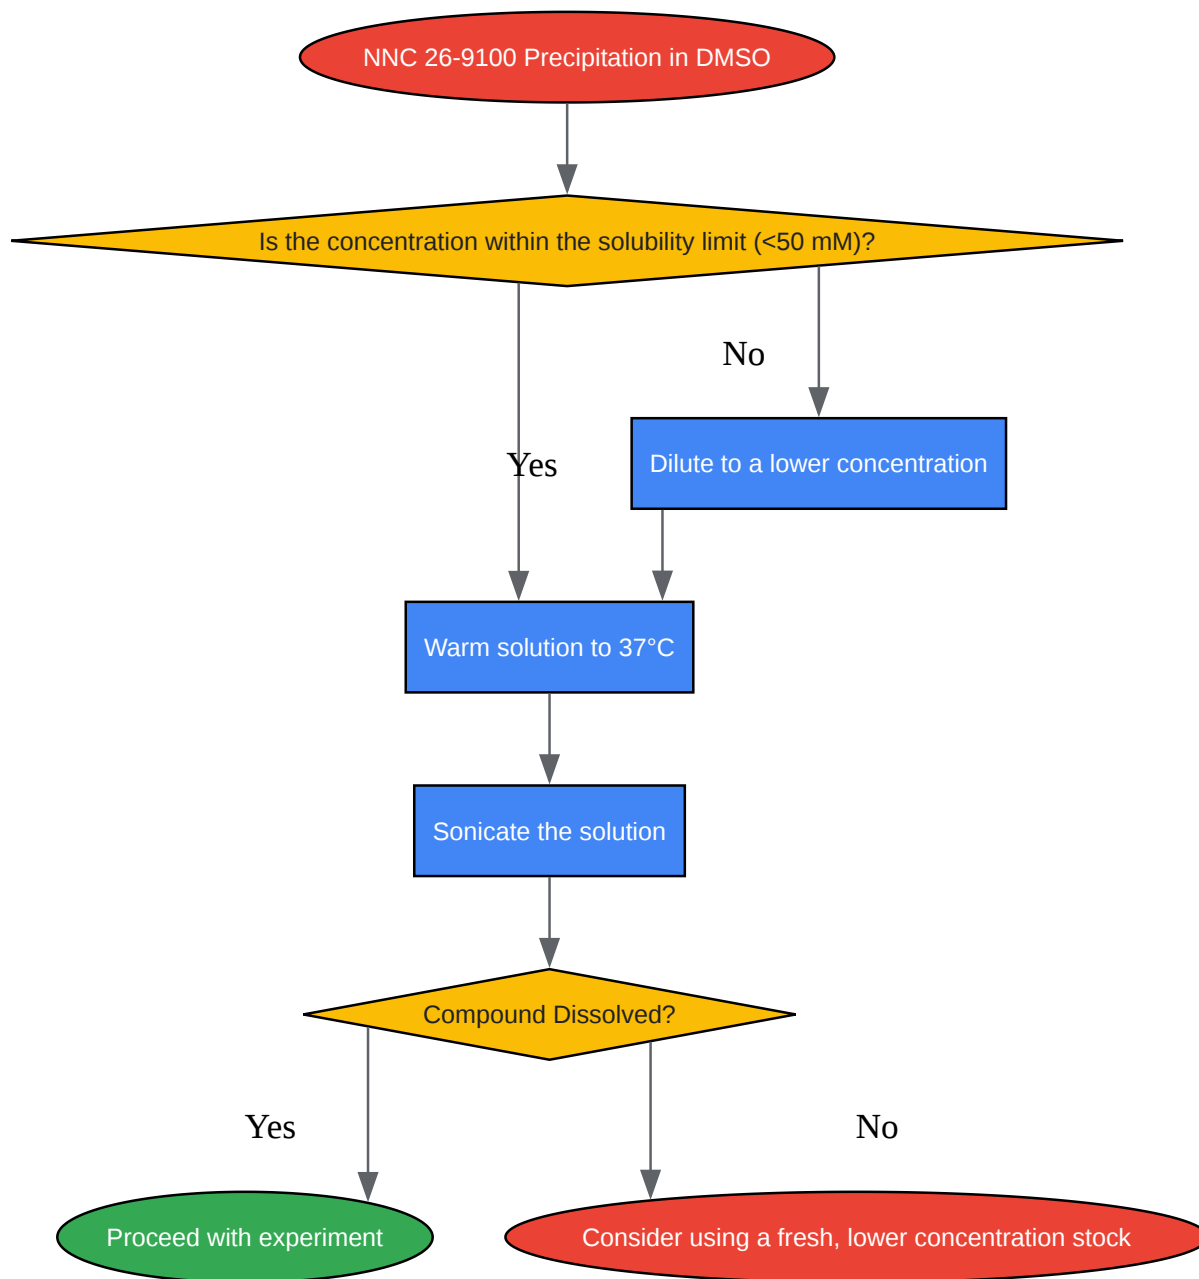 NNC 26-9100 Precipitation in DMSO
Is the concentration within the solubility limit (<50 mM)?
No
Yes
Dilute to a lower concentration
Warm solution to 37°C
Sonicate the solution
Compound Dissolved?
Yes
No
Proceed with experiment
Consider using a fresh, lower concentration stock